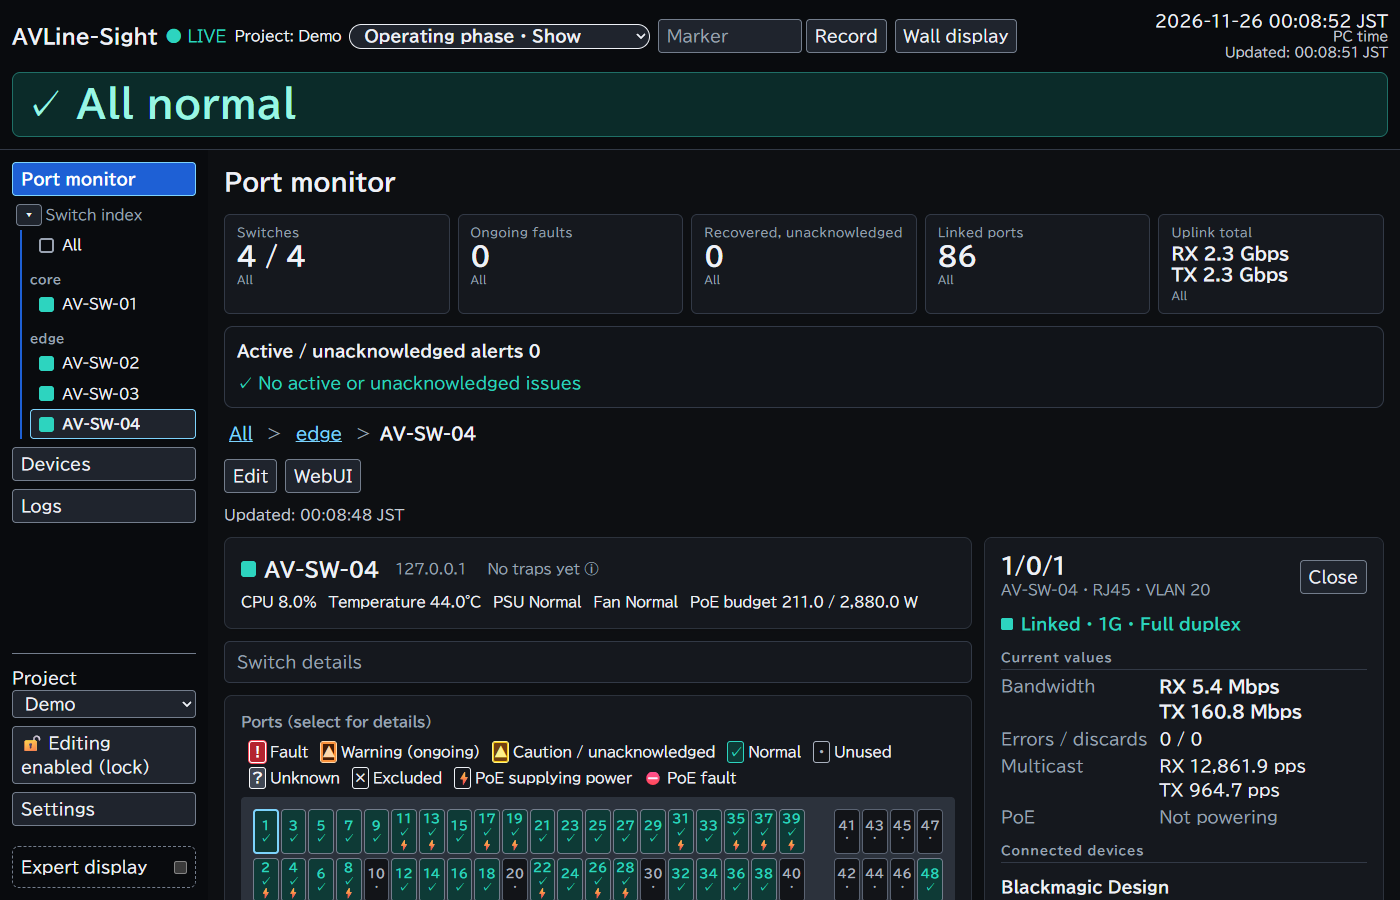 AVLine-Sight LIVE Project: Demo Operating phase・Show Marker Record Wall display
2026-11-26 00:08:52 JST
PC time
Updated: 00:08:51 JST
✓ All normal
Port monitor
Switch index
All
core
AV-SW-01
edge
AV-SW-02
AV-SW-03
AV-SW-04
Devices
Logs
Project
Demo
Editing
enabled (lock)
Settings
Expert display
Port monitor
Switches
4 / 4
All
Ongoing faults
0
All
Recovered, unacknowledged
0
All
Linked ports
86
All
Uplink total
RX 2.3 Gbps
TX 2.3 Gbps
All
Active / unacknowledged alerts 0
✓ No active or unacknowledged issues
All > edge > AV-SW-04
Edit WebUI
Updated: 00:08:48 JST
AV-SW-04 127.0.0.1 No traps yet ⓘ
CPU 8.0% Temperature 44.0°C PSU Normal Fan Normal PoE budget 211.0 / 2,880.0 W
Switch details
Ports (select for details)
! Fault Warning (ongoing) Caution / unacknowledged ✓ Normal · Unused
? Unknown Excluded PoE supplying power PoE fault
1 3 5 7 9 11 13 15 17 19 21 23 25 27 29 31 33 35 37 39 41 43 45 47
2 4 6 8 10 12 14 16 18 20 22 24 26 28 30 32 34 36 38 40 42 44 46 48
1/0/1
AV-SW-04・RJ45・VLAN 20
Close
Linked・1G・Full duplex
Current values
Bandwidth RX 5.4 Mbps
TX 160.8 Mbps
Errors / discards 0 / 0
Multicast RX 12,861.9 pps
TX 964.7 pps
PoE Not powering
Connected devices
Blackmagic Design